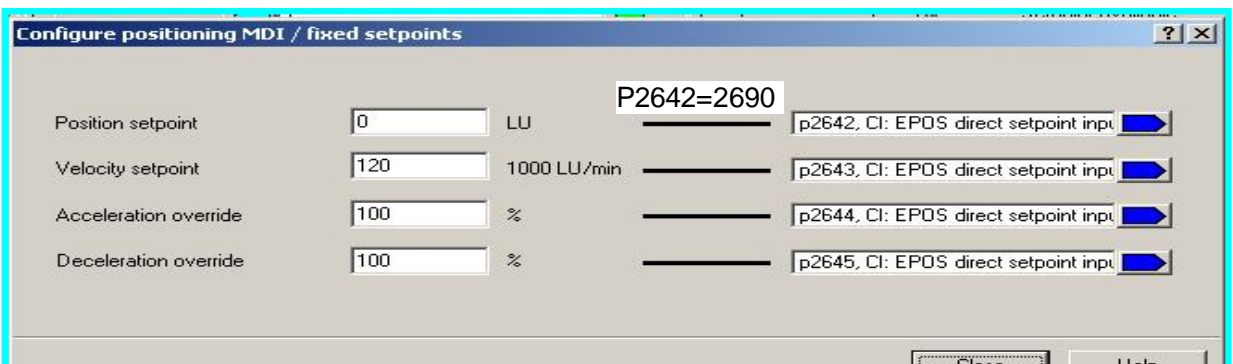 Configure positioning MDI / fixed setpoints ? ×
P2642=2690
Position setpoint 0 LU p2642, CI: EPOS direct setpoint inpu
Velocity setpoint 120 1000 LU/min p2643, CI: EPOS direct setpoint inpu
Acceleration override 100 % p2644, CI: EPOS direct setpoint inpu
Deceleration override 100 % p2645, CI: EPOS direct setpoint inpu
Close Help